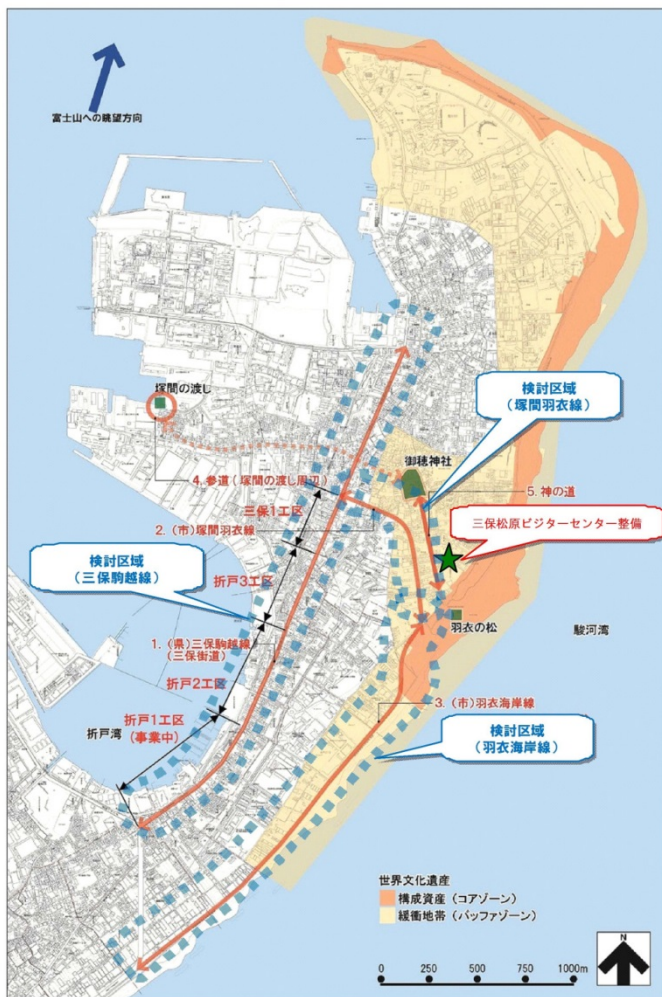 富士山への眺望方向
塚間の渡し
検討区域
(塚間羽衣線)
御穂神社
4. 参道(塚間の渡し周辺)
5. 神の道
三保1工区
2. (市)塚間羽衣線
三保松原ビジターセンター整備
検討区域
(三保駒越線)
折戸3工区
羽衣の松
駿河湾
1. (県)三保駒越線
(三保街道)
折戸2工区
3. (市)羽衣海岸線
折戸1工区
(事業中)
折戸湾
検討区域
(羽衣海岸線)
世界文化遺産
構成資産(コアゾーン)
緩衝地帯(バッファゾーン)
N
0 250 500 750 1000m